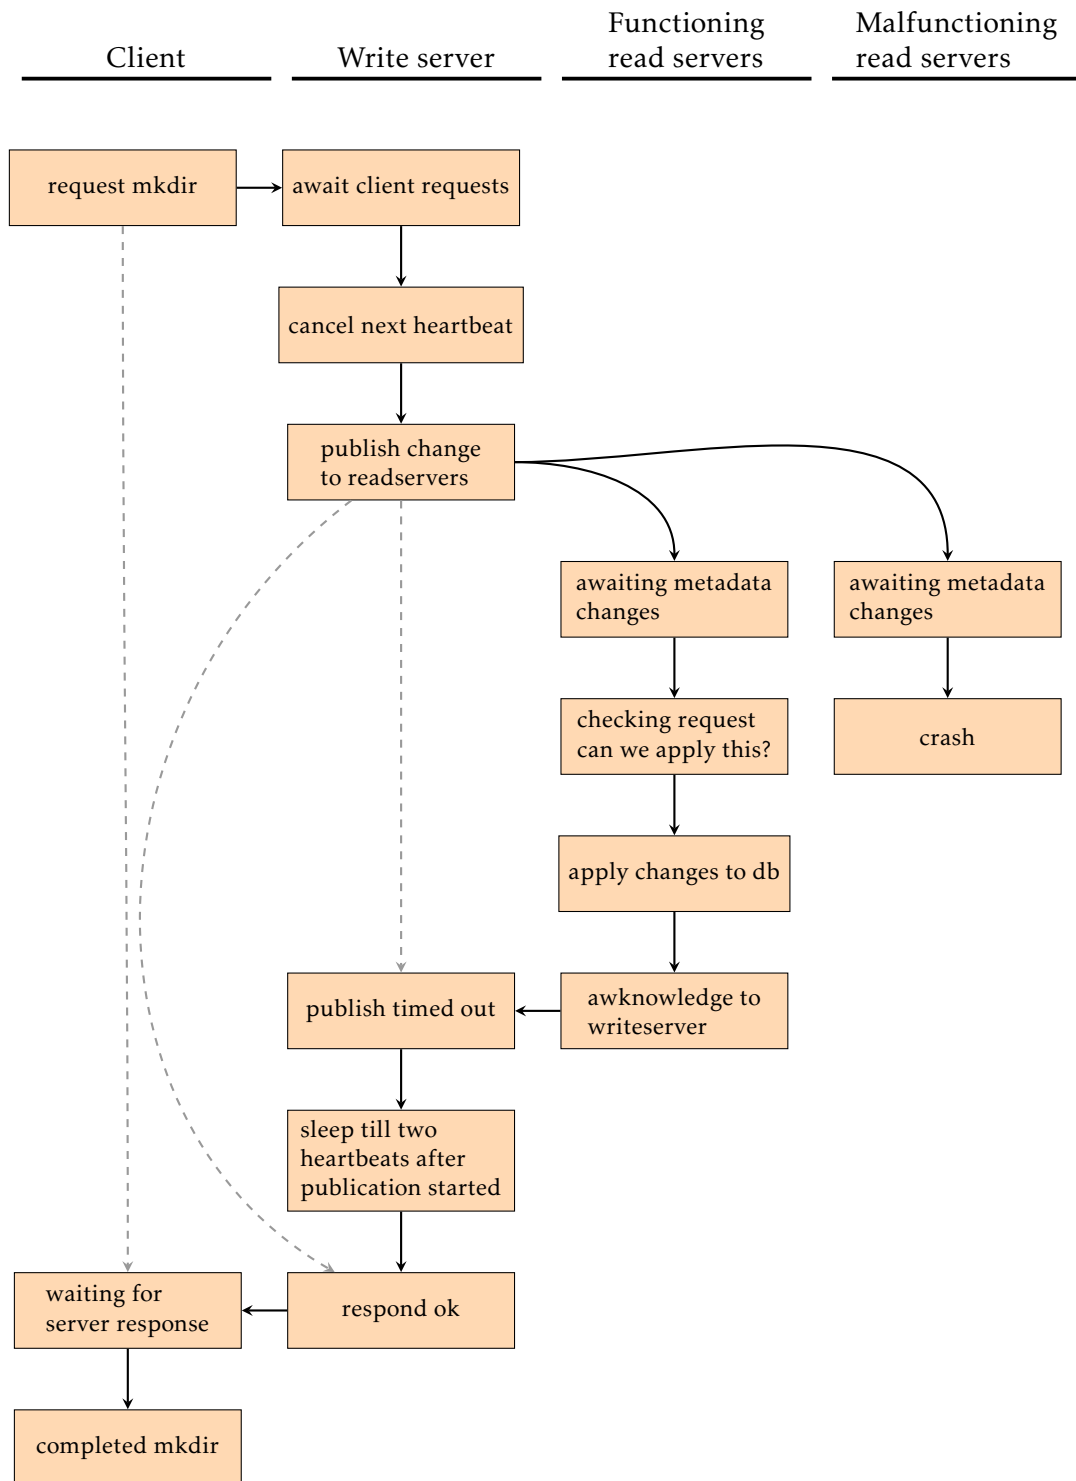 Client
Write server
Functioning
read servers
Malfunctioning
read servers
request mkdir
await client requests
cancel next heartbeat
publish change
to readservers
awaiting metadata
changes
awaiting metadata
changes
checking request
can we apply this?
crash
apply changes to db
publish timed out
awknowledge to
writeserver
sleep till two
heartbeats after
publication started
waiting for
server response
respond ok
completed mkdir